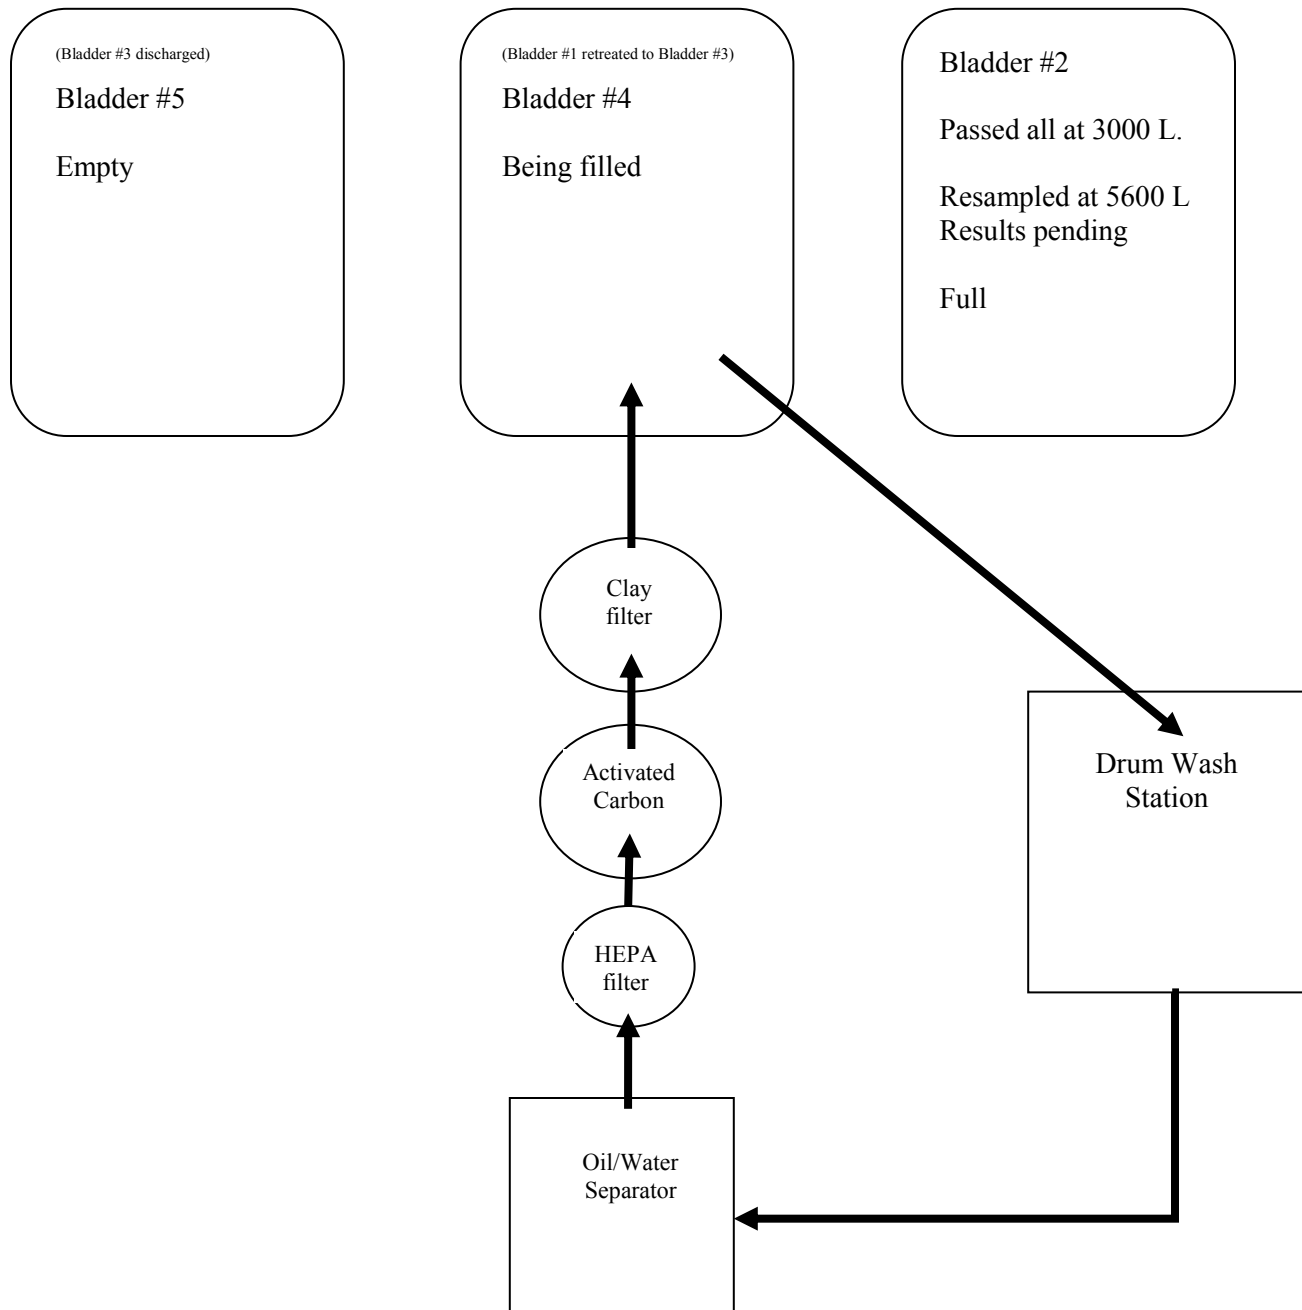 (Bladder #3 discharged)
Bladder #5
Empty
(Bladder #1 retreated to Bladder #3)
Bladder #4
Being filled
Bladder #2
Passed all at 3000 L.
Resampled at 5600 L
Results pending
Full
Clay
filter
Activated
Carbon
HEPA
filter
Oil/Water
Separator
Drum Wash
Station